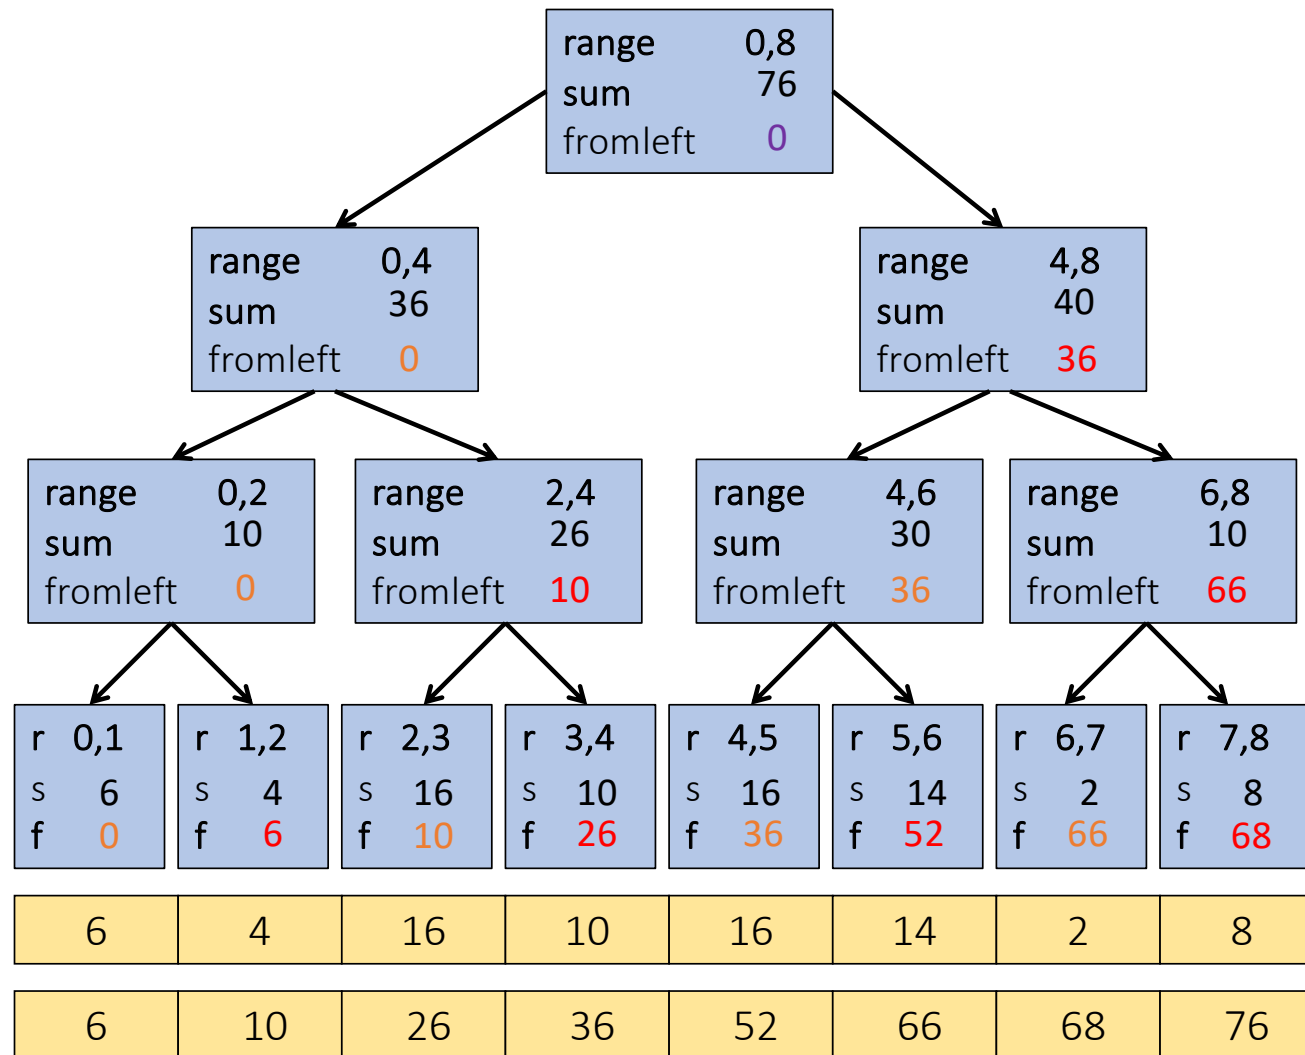 range 0,8
sum 76
fromleft 0
range 0,4
sum 36
fromleft 0
range 4,8
sum 40
fromleft 36
range 0,2
sum 10
fromleft 0
range 2,4
sum 26
fromleft 10
range 4,6
sum 30
fromleft 36
range 6,8
sum 10
fromleft 66
r 0,1
s 6
f 0
r 1,2
s 4
f 6
r 2,3
s 16
f 10
r 3,4
s 10
f 26
r 4,5
s 16
f 36
r 5,6
s 14
f 52
r 6,7
s 2
f 66
r 7,8
s 8
f 68
6 4 16 10 16 14 2 8
6 10 26 36 52 66 68 76